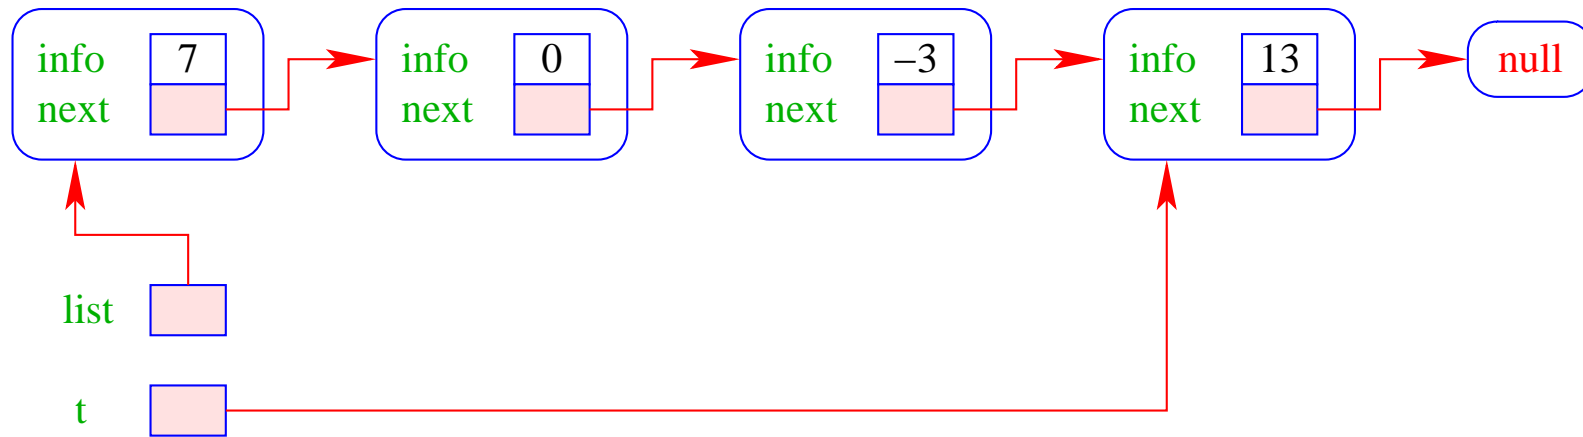 info 7 info 0 info −3 info 13 null
next next next next
list
t